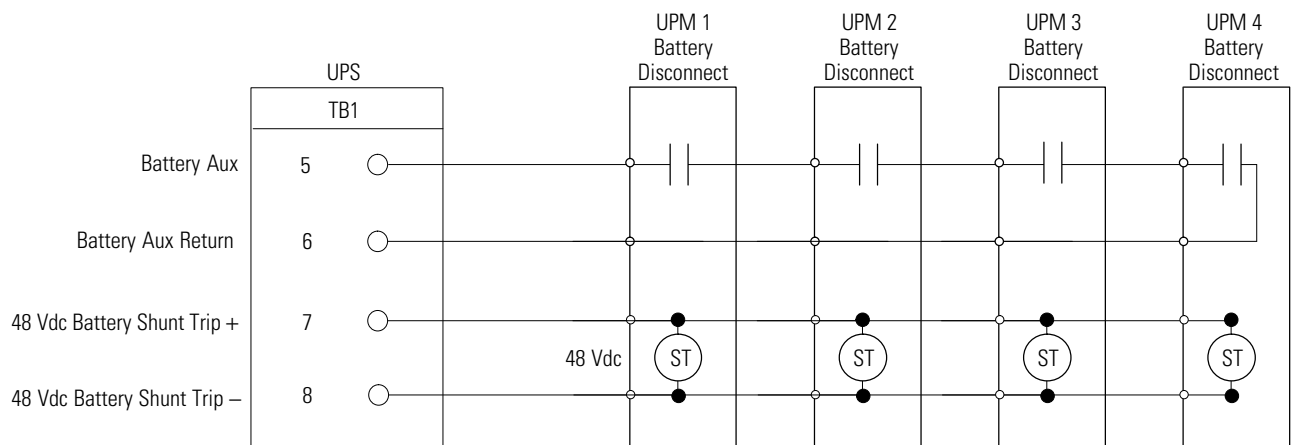 UPM 1
Battery
Disconnect
UPM 2
Battery
Disconnect
UPM 3
Battery
Disconnect
UPM 4
Battery
Disconnect
UPS
TB1
Battery Aux 5
Battery Aux Return 6
48 Vdc Battery Shunt Trip + 7
48 Vdc ST ST ST ST
48 Vdc Battery Shunt Trip – 8